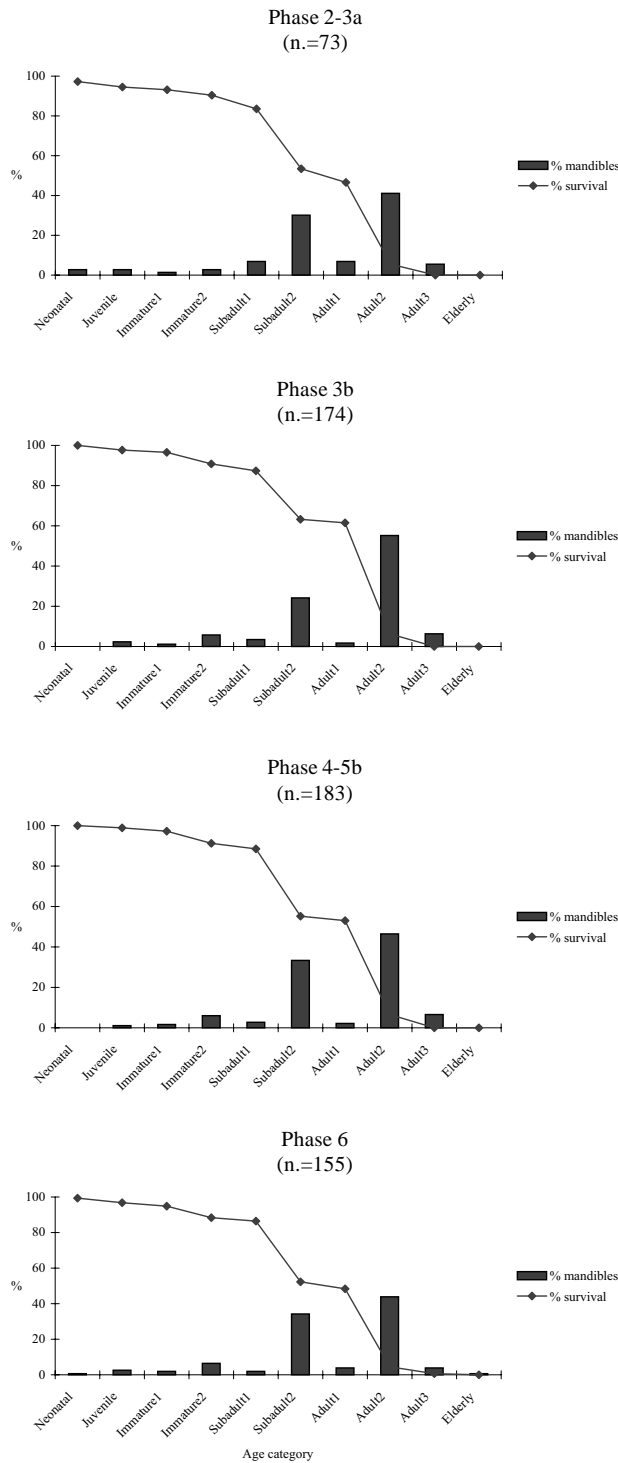 Phase 2-3a
(n.=73)
100
80
60
40
20
0
%
Neonatal
Juvenile
Immature1
Immature2
Subadult1
Subadult2
Adult1
Adult2
Adult3
Elderly
% mandibles
% survival
Phase 3b
(n.=174)
100
80
60
40
20
0
%
Neonatal
Juvenile
Immature1
Immature2
Subadult1
Subadult2
Adult1
Adult2
Adult3
Elderly
% mandibles
% survival
Phase 4-5b
(n.=183)
100
80
60
40
20
0
%
Neonatal
Juvenile
Immature1
Immature2
Subadult1
Subadult2
Adult1
Adult2
Adult3
Elderly
% mandibles
% survival
Phase 6
(n.=155)
100
80
60
40
20
0
%
Neonatal
Juvenile
Immature1
Immature2
Subadult1
Subadult2
Adult1
Adult2
Adult3
Elderly
% mandibles
% survival
Age category